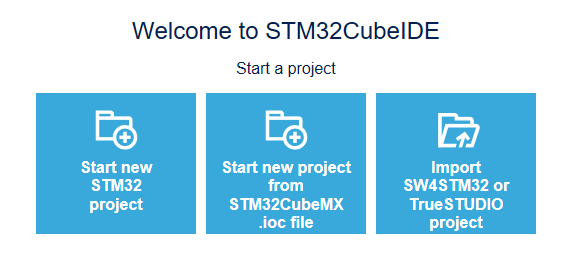 Welcome to STM32CubeIDE
Start a project
Start new
STM32
project
Start new project
from
STM32CubeMX
.ioc file
Import
SW4STM32 or
TrueSTUDIO
project